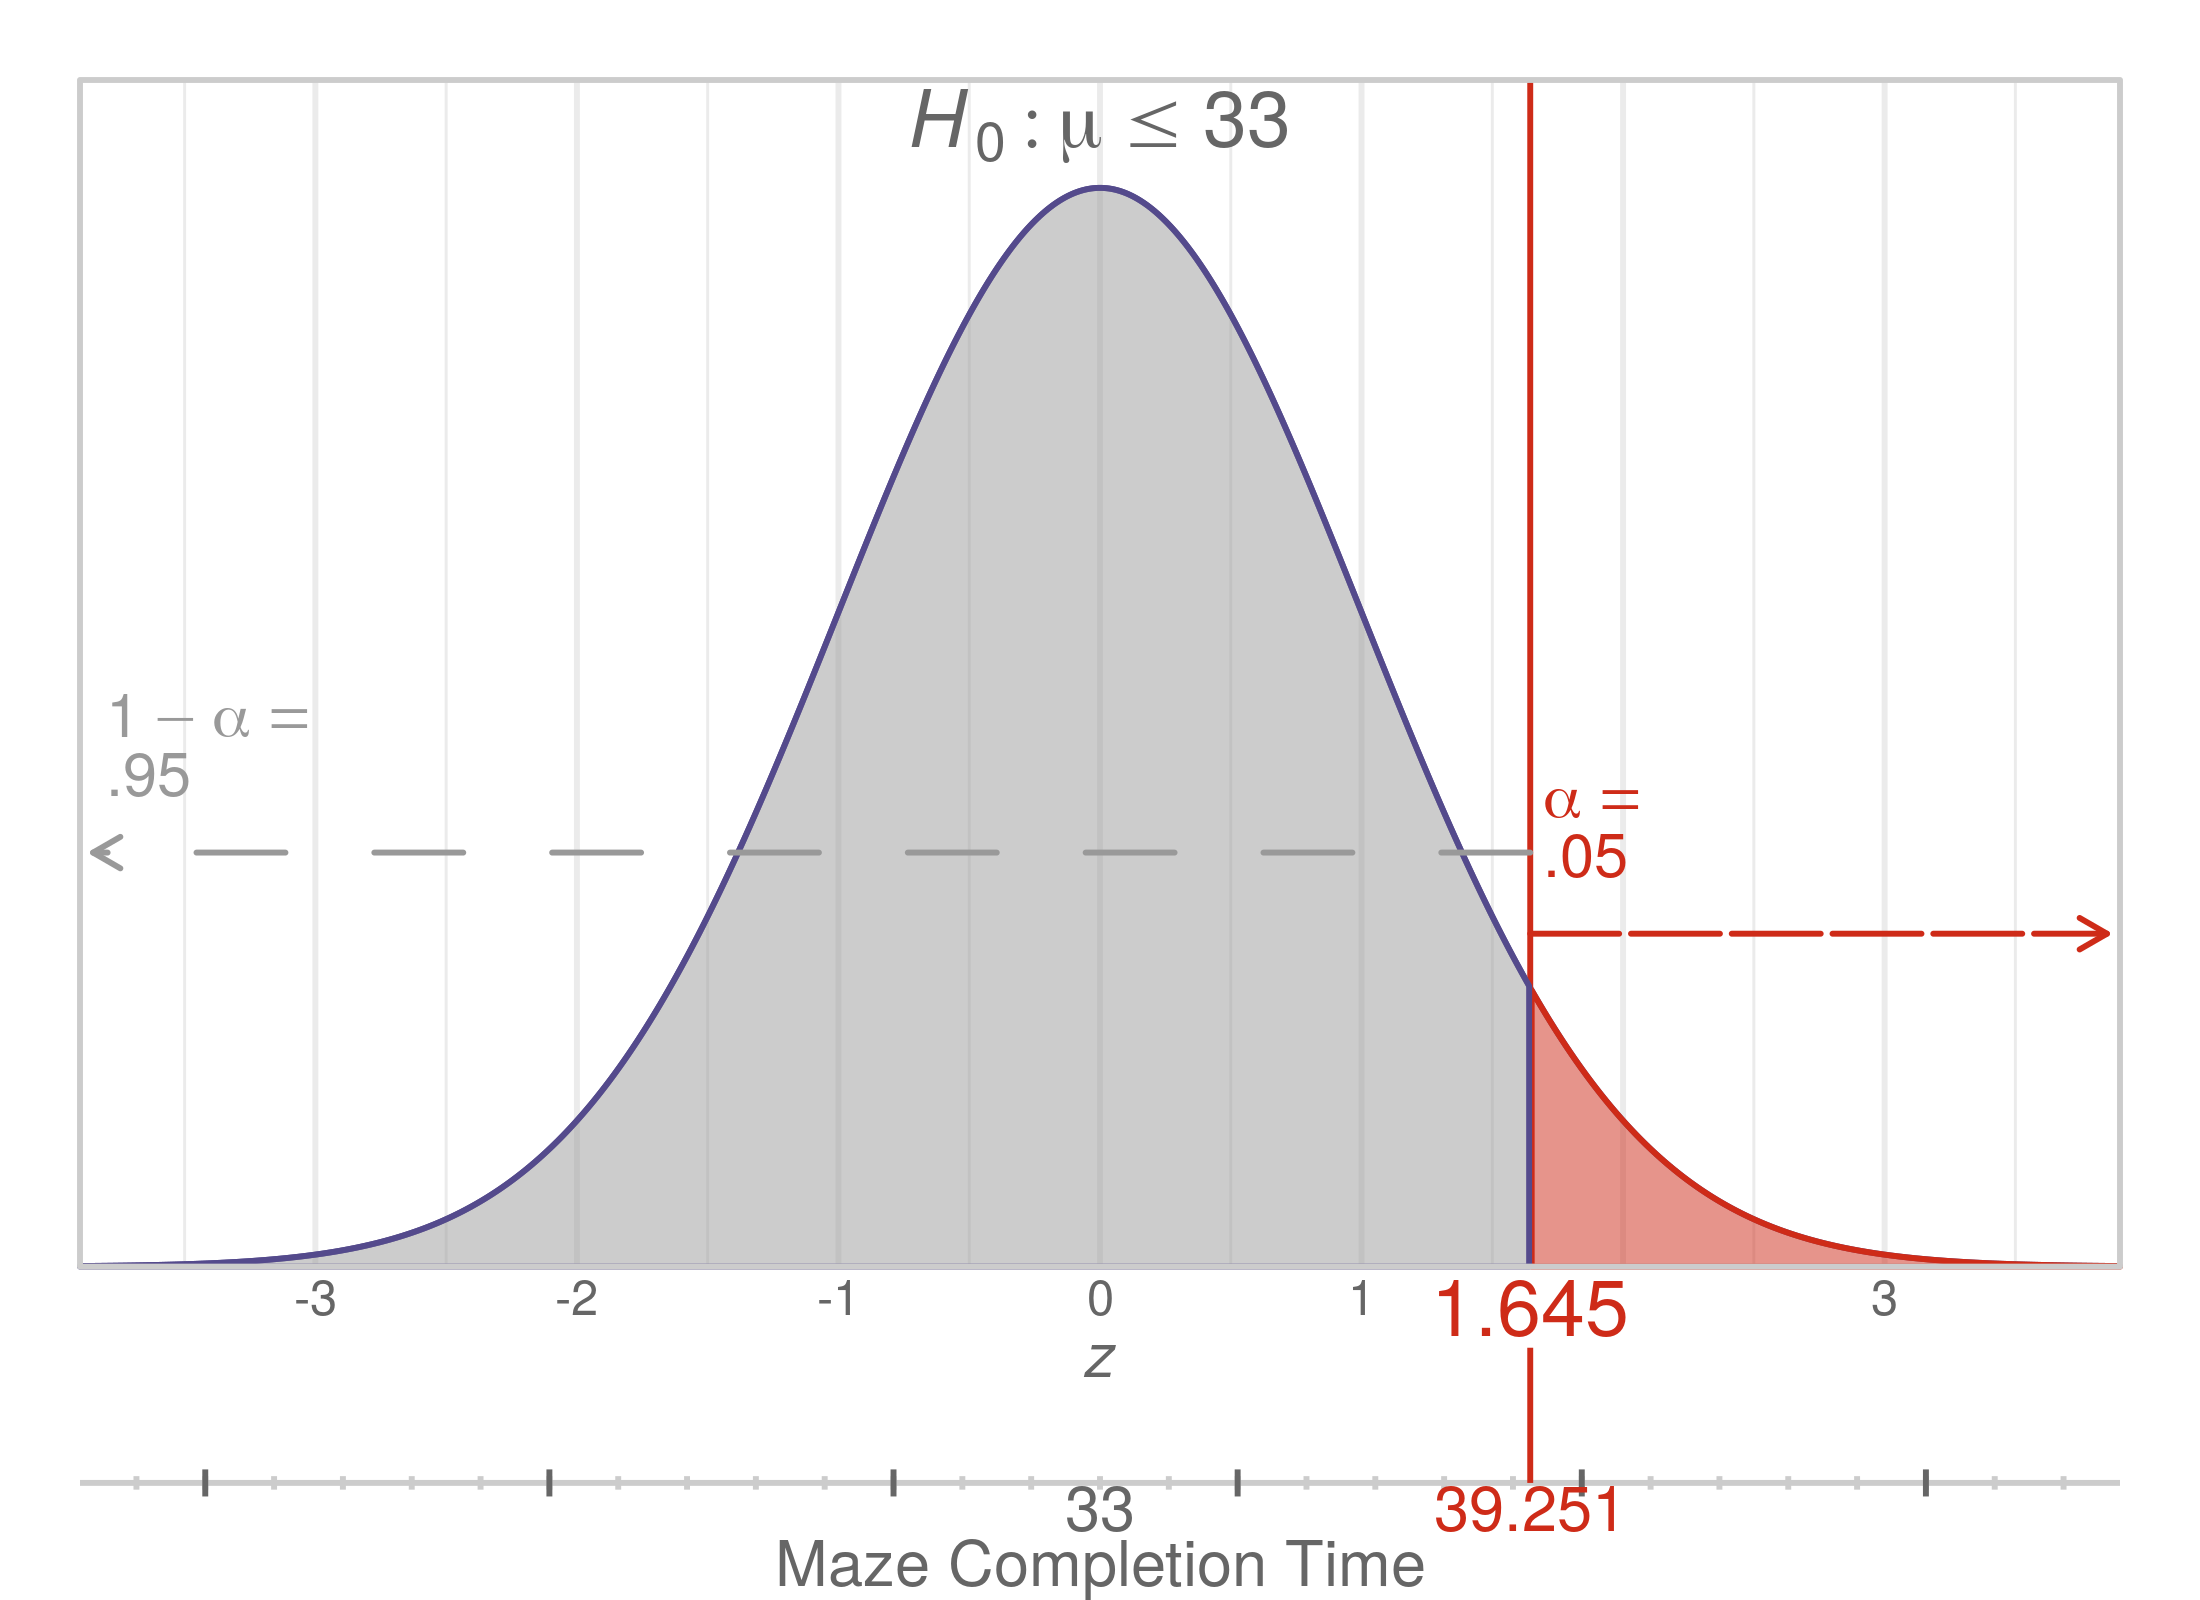 H₀ : μ ≤ 33
1 − α =
.95
α =
.05
-3 -2 -1 0 1 1.645 3
z
33 39.251
Maze Completion Time